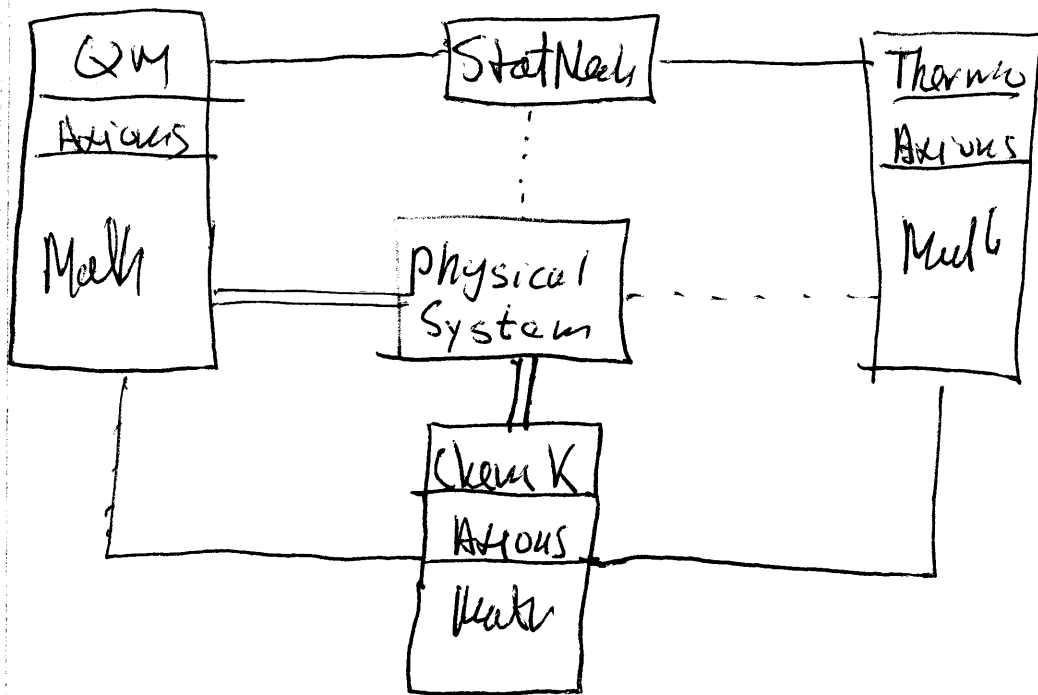 QM
Axioms
Math
StatMech
Thermo
Axioms
Math
Physical
System
Chem K
Axioms
Math